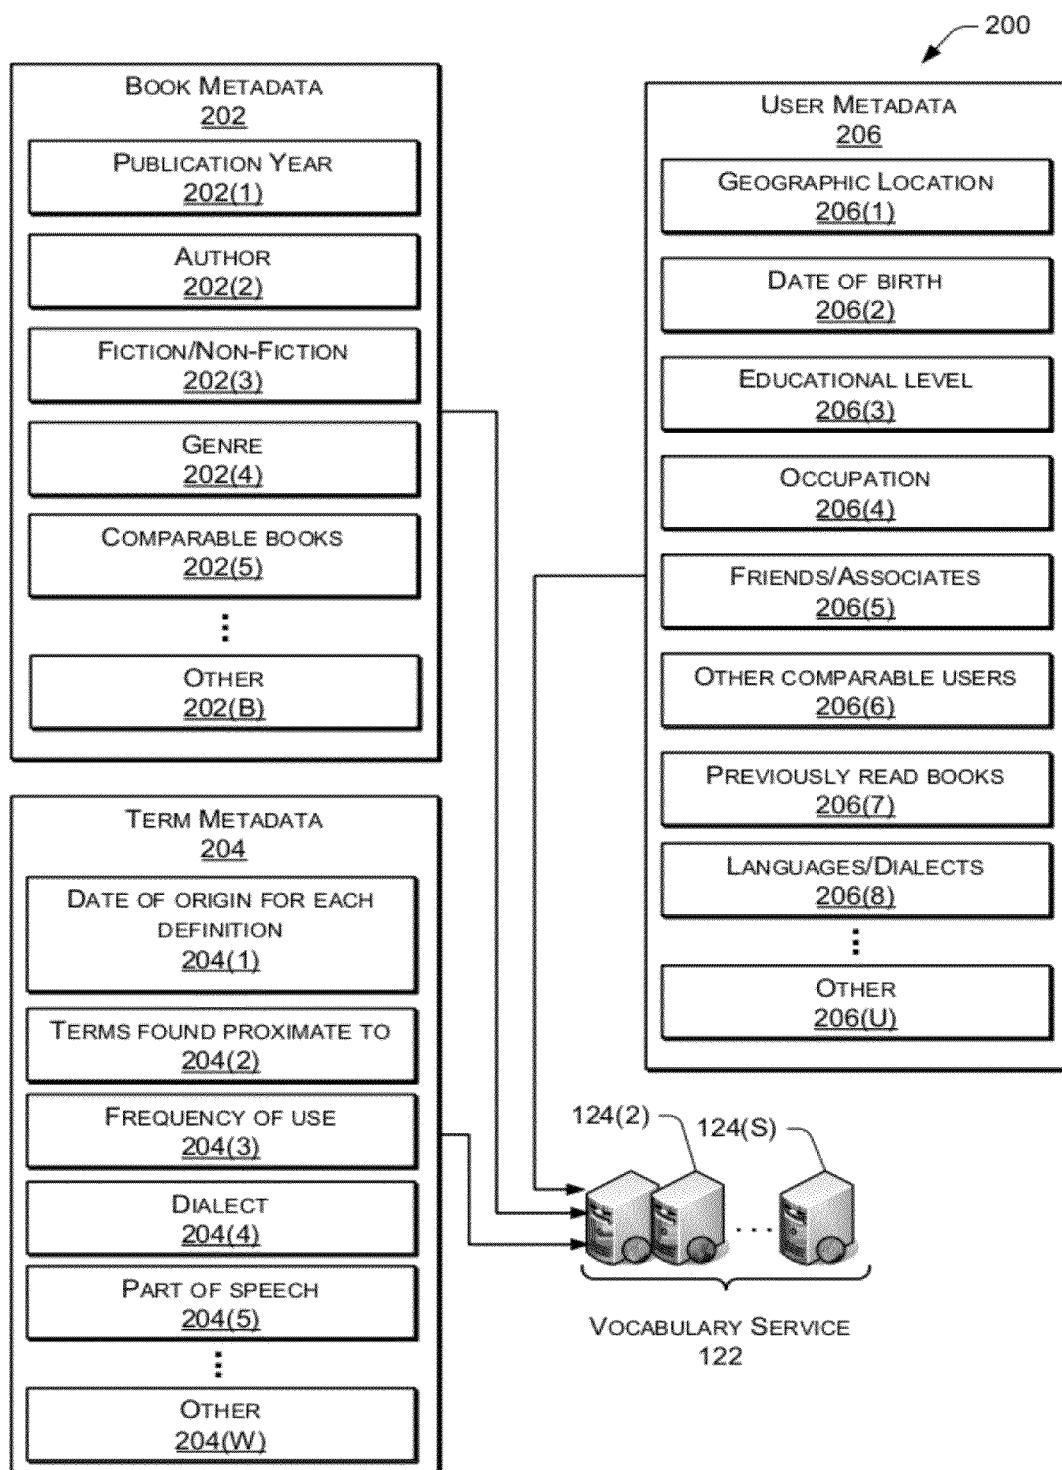 200
BOOK METADATA
202
PUBLICATION YEAR
202(1)
AUTHOR
202(2)
FICTION/NON-FICTION
202(3)
GENRE
202(4)
COMPARABLE BOOKS
202(5)
OTHER
202(B)
TERM METADATA
204
DATE OF ORIGIN FOR EACH
DEFINITION
204(1)
TERMS FOUND PROXIMATE TO
204(2)
FREQUENCY OF USE
204(3)
DIALECT
204(4)
PART OF SPEECH
204(5)
OTHER
204(W)
USER METADATA
206
GEOGRAPHIC LOCATION
206(1)
DATE OF BIRTH
206(2)
EDUCATIONAL LEVEL
206(3)
OCCUPATION
206(4)
FRIENDS/ASSOCIATES
206(5)
OTHER COMPARABLE USERS
206(6)
PREVIOUSLY READ BOOKS
206(7)
LANGUAGES/DIALECTS
206(8)
OTHER
206(U)
124(2)
124(S)
VOCABULARY SERVICE
122